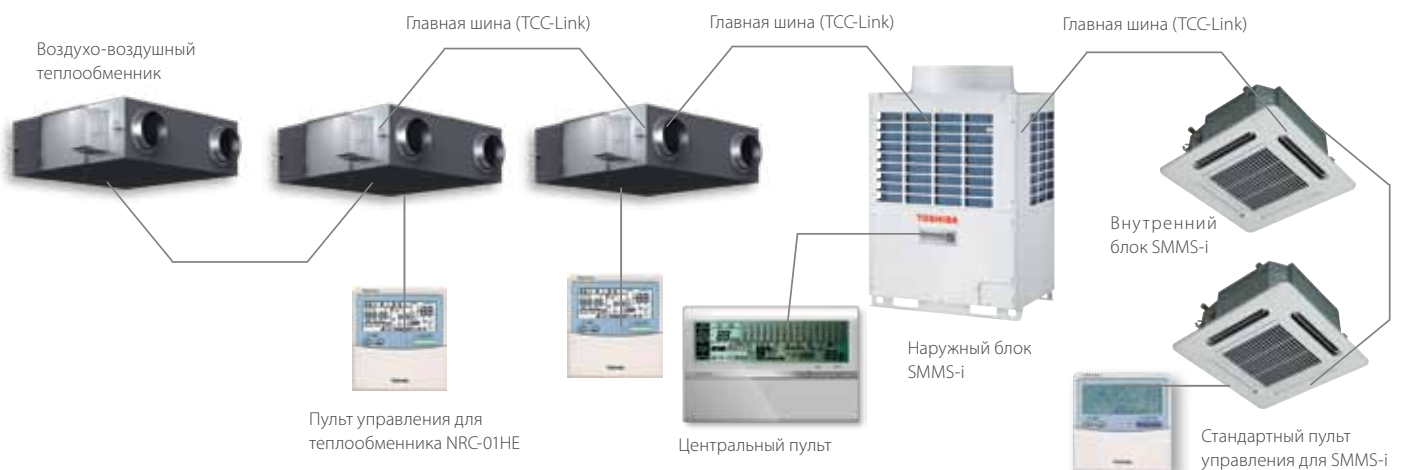 Главная шина (TCC-Link)
Главная шина (TCC-Link)
Главная шина (TCC-Link)
Воздухо-воздушный
теплообменник
TOSHIBA
Внутренний
блок SMMS-i
Наружный блок
SMMS-i
Пульт управления для
теплообменника NRC-01HE
Центральный пульт
Стандартный пульт
управления для SMMS-i